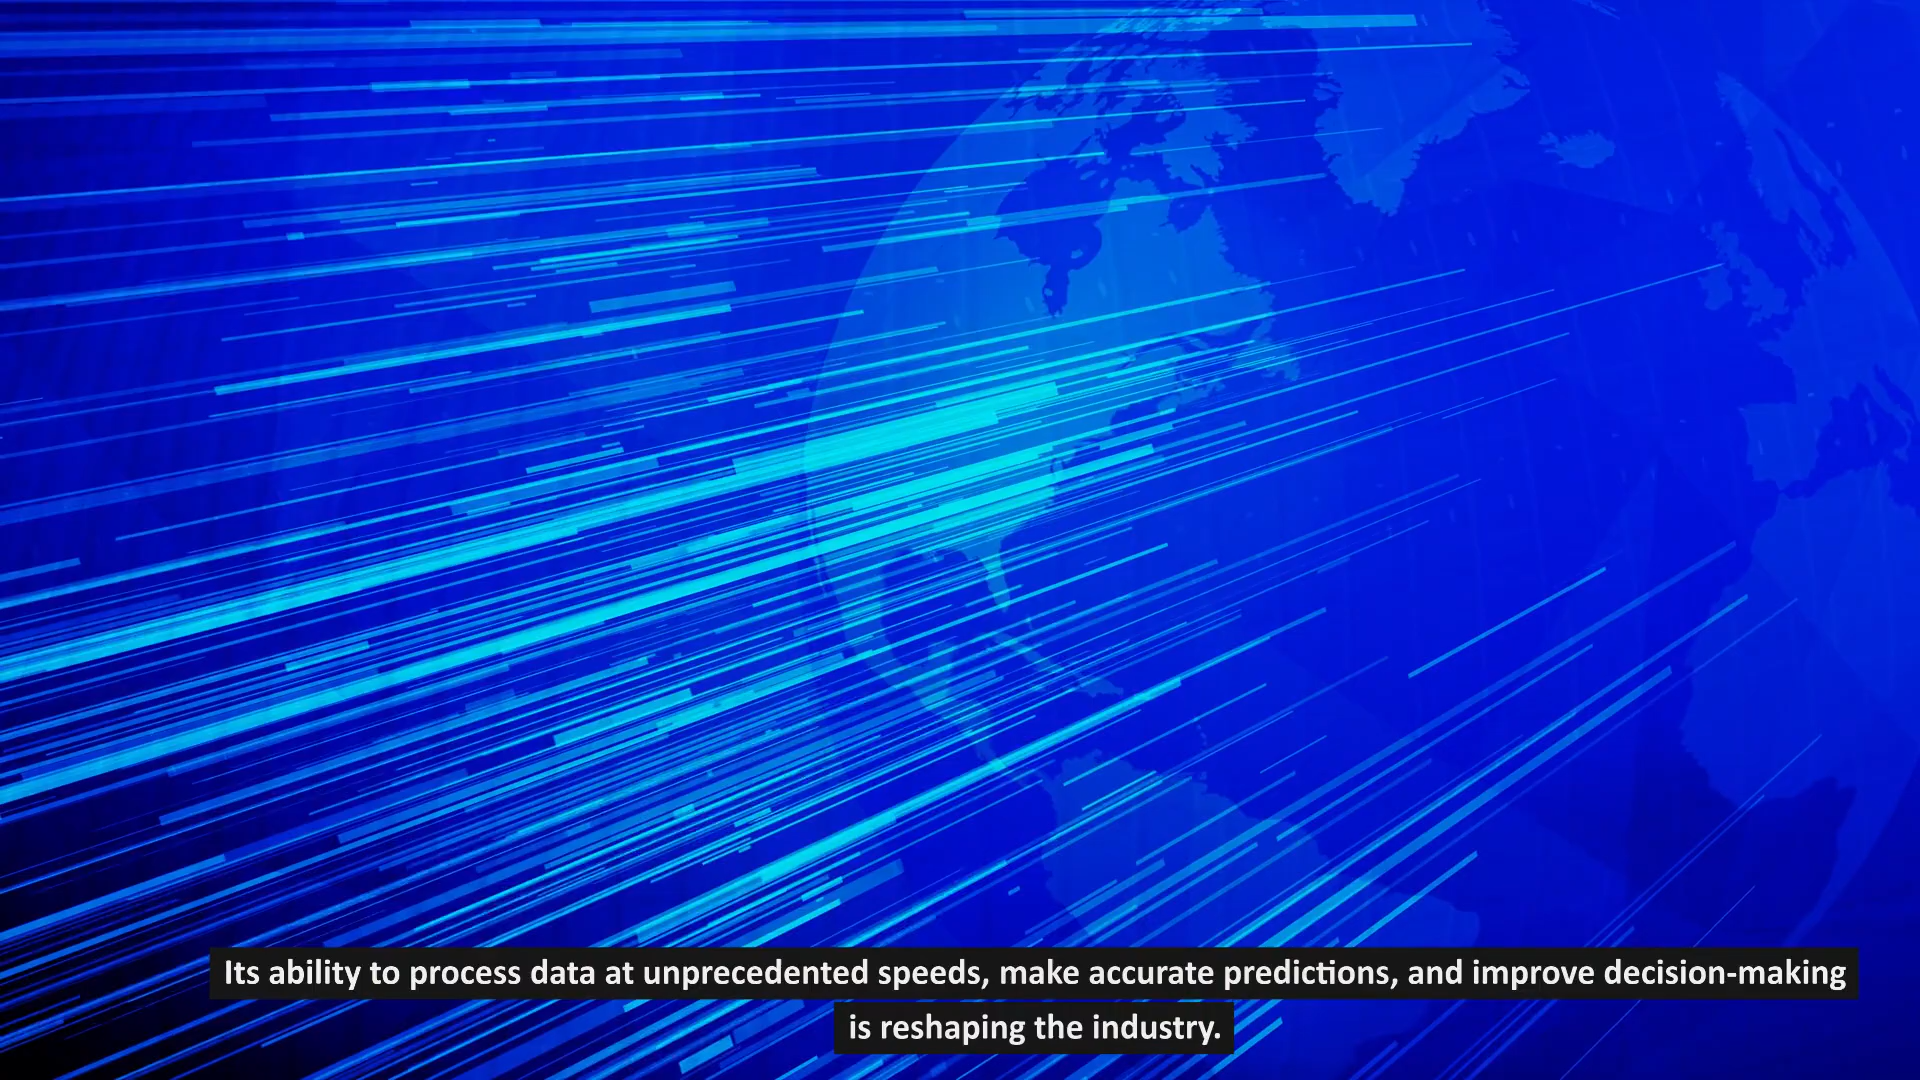 Its ability to process data at unprecedented speeds, make accurate predictions, and improve decision-making
is reshaping the industry.